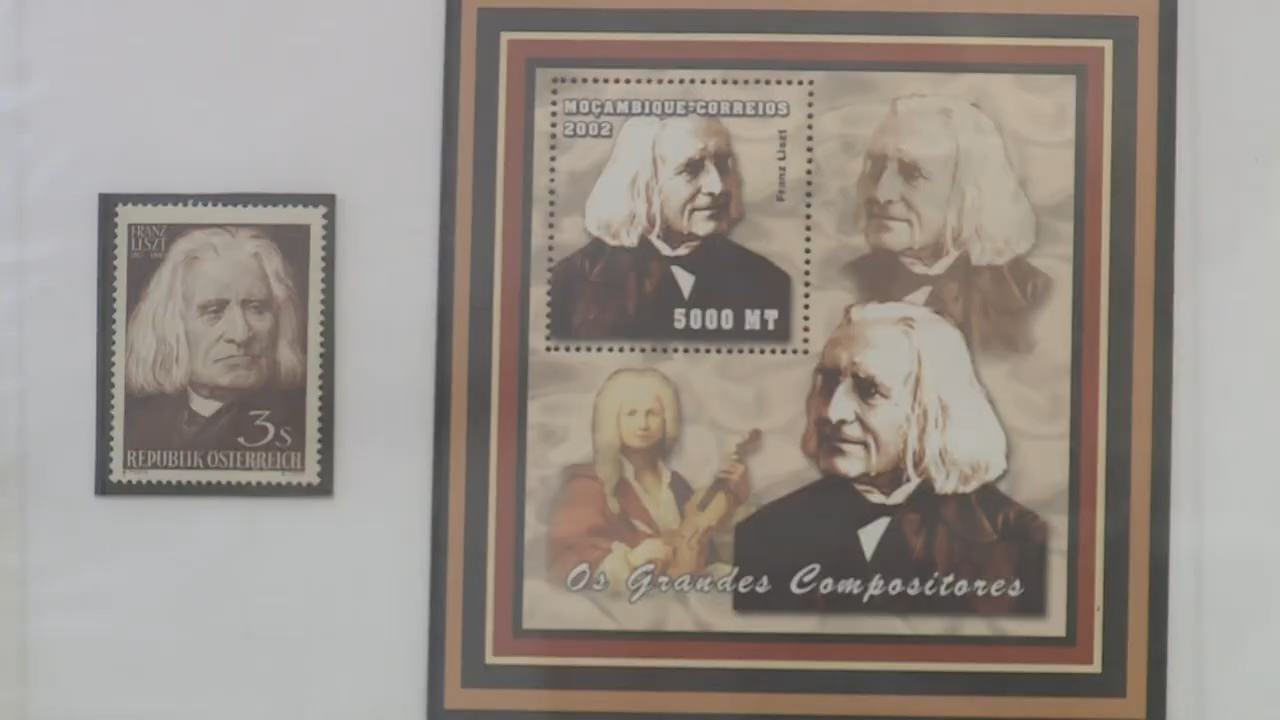 FRANZ
LISZT
3s
REPUBLIK ÖSTERREICH
MOÇAMBIQUE-CORREIOS
2002
Franz Liszt
5000 MT
Os Grandes Compositores